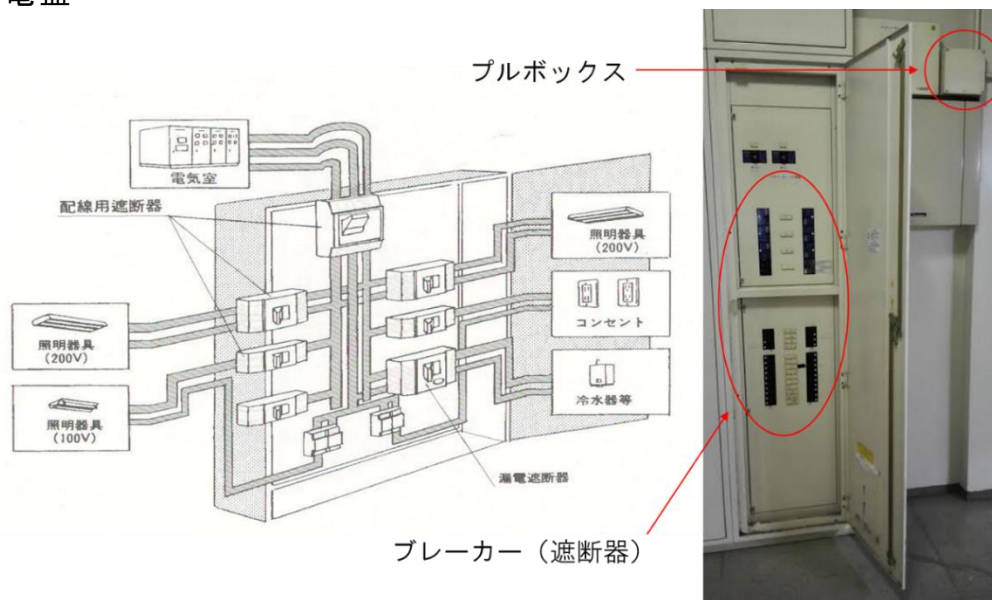 プルボックス
電気室
配線用遮断器
照明器具
(200V)
コンセント
照明器具
(200V)
冷水器等
照明器具
(100V)
漏電遮断器
ブレーカー（遮断器）